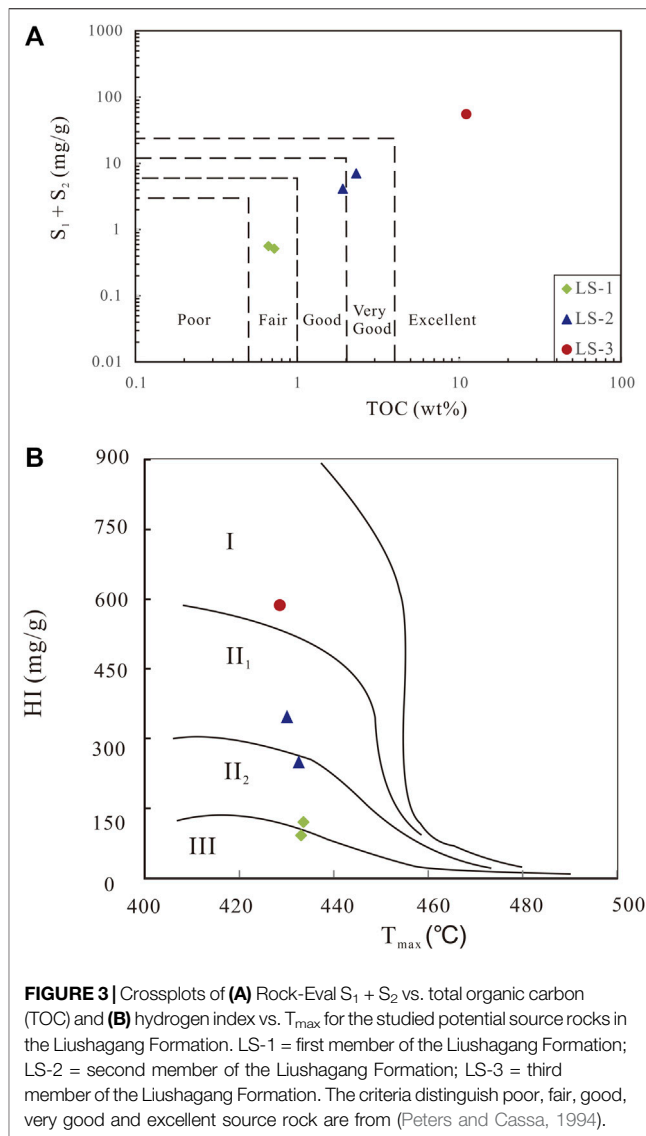 A
1000
100
10
1
0.1
0.01
S₁ + S₂ (mg/g)
Poor
Fair
Good
Very
Good
Excellent
LS-1
LS-2
LS-3
0.1
1
10
100
TOC (wt%)
B
900
750
600
450
300
150
0
HI (mg/g)
I
II₁
II₂
III
400
420
440
460
480
500
Tmax (℃)
FIGURE 3 | Crossplots of (A) Rock-Eval S₁ + S₂ vs. total organic carbon
(TOC) and (B) hydrogen index vs. Tmax for the studied potential source rocks in
the Liushagang Formation. LS-1 = first member of the Liushagang Formation;
LS-2 = second member of the Liushagang Formation; LS-3 = third
member of the Liushagang Formation. The criteria distinguish poor, fair, good,
very good and excellent source rock are from (Peters and Cassa, 1994).